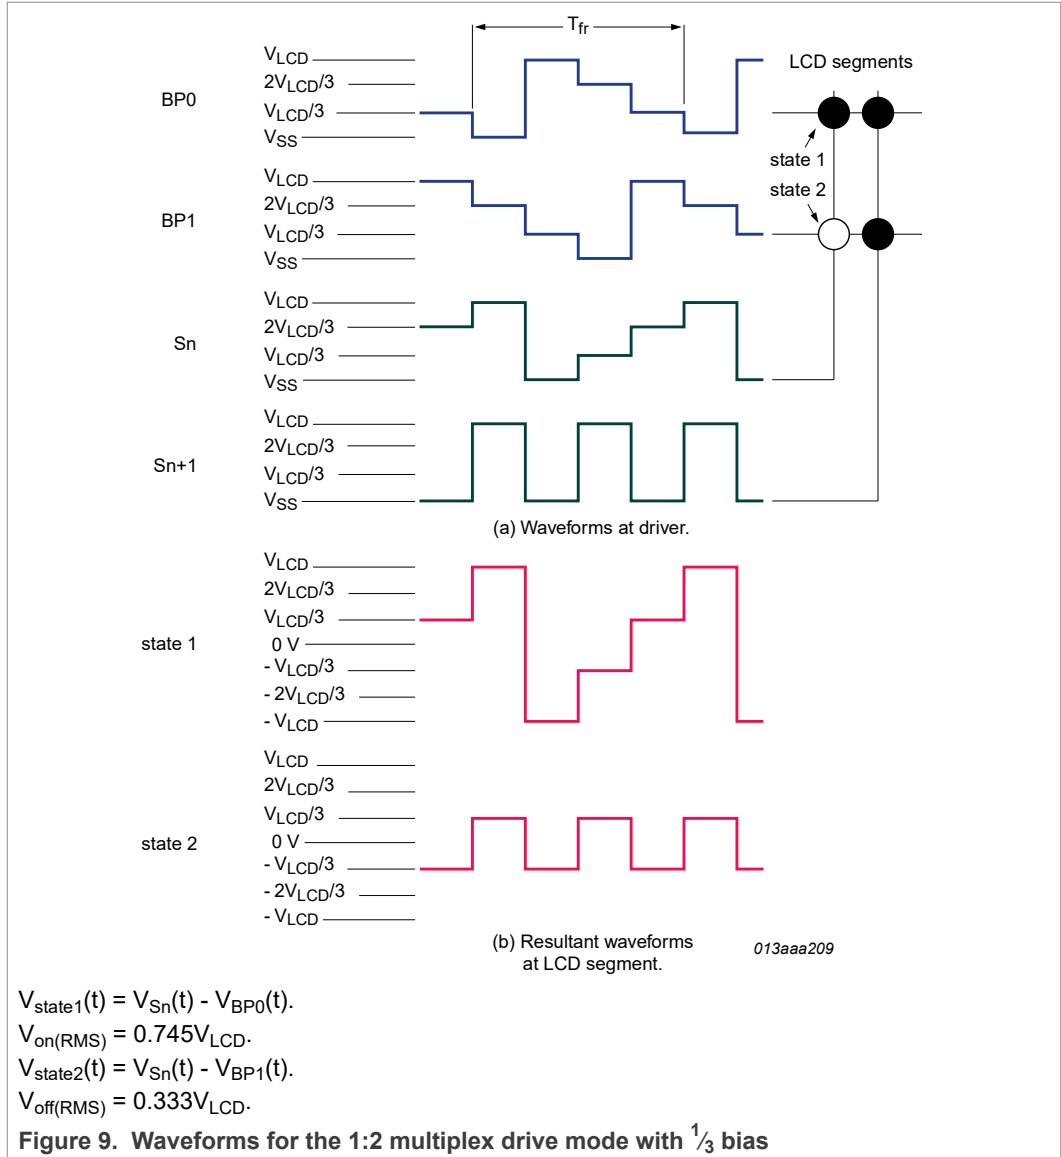 Tfr
BP0
VLCD
2VLCD/3
VLCD/3
VSS
LCD segments
state 1
state 2
BP1
VLCD
2VLCD/3
VLCD/3
VSS
Sn
VLCD
2VLCD/3
VLCD/3
VSS
Sn+1
VLCD
2VLCD/3
VLCD/3
VSS
(a) Waveforms at driver.
state 1
VLCD
2VLCD/3
VLCD/3
0 V
- VLCD/3
- 2VLCD/3
- VLCD
state 2
VLCD
2VLCD/3
VLCD/3
0 V
- VLCD/3
- 2VLCD/3
- VLCD
(b) Resultant waveforms
at LCD segment.
013aaa209
Vstate1(t) = VSn(t) - VBP0(t).
Von(RMS) = 0.745VLCD.
Vstate2(t) = VSn(t) - VBP1(t).
Voff(RMS) = 0.333VLCD.
Figure 9. Waveforms for the 1:2 multiplex drive mode with 1/3 bias